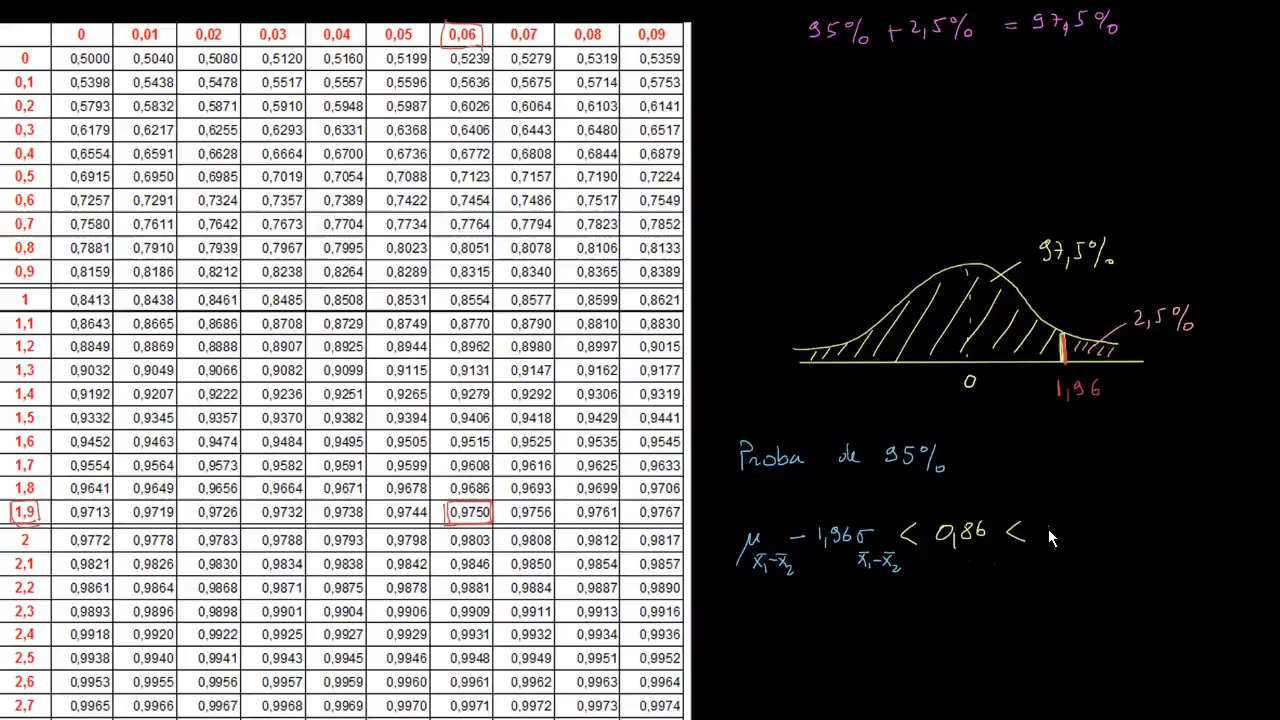 0 0,01 0,02 0,03 0,04 0,05 0,06 0,07 0,08 0,09
0 0,5000 0,5040 0,5080 0,5120 0,5160 0,5199 0,5239 0,5279 0,5319 0,5359
0,1 0,5398 0,5438 0,5478 0,5517 0,5557 0,5596 0,5636 0,5675 0,5714 0,5753
0,2 0,5793 0,5832 0,5871 0,5910 0,5948 0,5987 0,6026 0,6064 0,6103 0,6141
0,3 0,6179 0,6217 0,6255 0,6293 0,6331 0,6368 0,6406 0,6443 0,6480 0,6517
0,4 0,6554 0,6591 0,6628 0,6664 0,6700 0,6736 0,6772 0,6808 0,6844 0,6879
0,5 0,6915 0,6950 0,6985 0,7019 0,7054 0,7088 0,7123 0,7157 0,7190 0,7224
0,6 0,7257 0,7291 0,7324 0,7357 0,7389 0,7422 0,7454 0,7486 0,7517 0,7549
0,7 0,7580 0,7611 0,7642 0,7673 0,7704 0,7734 0,7764 0,7794 0,7823 0,7852
0,8 0,7881 0,7910 0,7939 0,7967 0,7995 0,8023 0,8051 0,8078 0,8106 0,8133
0,9 0,8159 0,8186 0,8212 0,8238 0,8264 0,8289 0,8315 0,8340 0,8365 0,8389
1 0,8413 0,8438 0,8461 0,8485 0,8508 0,8531 0,8554 0,8577 0,8599 0,8621
1,1 0,8643 0,8665 0,8686 0,8708 0,8729 0,8749 0,8770 0,8790 0,8810 0,8830
1,2 0,8849 0,8869 0,8888 0,8907 0,8925 0,8944 0,8962 0,8980 0,8997 0,9015
1,3 0,9032 0,9049 0,9066 0,9082 0,9099 0,9115 0,9131 0,9147 0,9162 0,9177
1,4 0,9192 0,9207 0,9222 0,9236 0,9251 0,9265 0,9279 0,9292 0,9306 0,9319
1,5 0,9332 0,9345 0,9357 0,9370 0,9382 0,9394 0,9406 0,9418 0,9429 0,9441
1,6 0,9452 0,9463 0,9474 0,9484 0,9495 0,9505 0,9515 0,9525 0,9535 0,9545
1,7 0,9554 0,9564 0,9573 0,9582 0,9591 0,9599 0,9608 0,9616 0,9625 0,9633
1,8 0,9641 0,9649 0,9656 0,9664 0,9671 0,9678 0,9686 0,9693 0,9699 0,9706
1,9 0,9713 0,9719 0,9726 0,9732 0,9738 0,9744 0,9750 0,9756 0,9761 0,9767
2 0,9772 0,9778 0,9783 0,9788 0,9793 0,9798 0,9803 0,9808 0,9812 0,9817
2,1 0,9821 0,9826 0,9830 0,9834 0,9838 0,9842 0,9846 0,9850 0,9854 0,9857
2,2 0,9861 0,9864 0,9868 0,9871 0,9875 0,9878 0,9881 0,9884 0,9887 0,9890
2,3 0,9893 0,9896 0,9898 0,9901 0,9904 0,9906 0,9909 0,9911 0,9913 0,9916
2,4 0,9918 0,9920 0,9922 0,9925 0,9927 0,9929 0,9931 0,9932 0,9934 0,9936
2,5 0,9938 0,9940 0,9941 0,9943 0,9945 0,9946 0,9948 0,9949 0,9951 0,9952
2,6 0,9953 0,9955 0,9956 0,9957 0,9959 0,9960 0,9961 0,9962 0,9963 0,9964
2,7 0,9965 0,9966 0,9967 0,9968 0,9969 0,9970 0,9971 0,9972 0,9973 0,9974
95% + 2,5% = 97,5%
97,5%
2,5%
0
1,96
Proba de 95%
μ x̄₁-x̄₂ - 1,96σ x̄₁-x̄₂ < 0,86 <